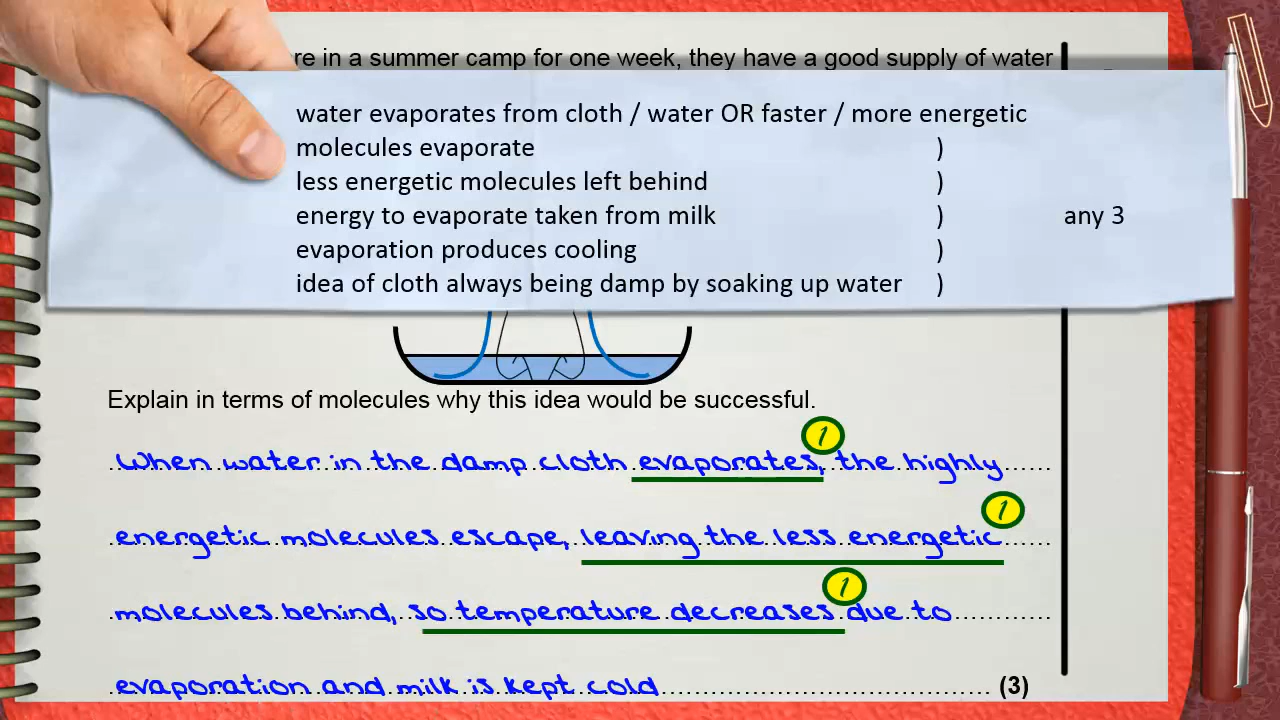 re in a summer camp for one week, they have a good supply of water
water evaporates from cloth / water OR faster / more energetic
molecules evaporate )
less energetic molecules left behind )
energy to evaporate taken from milk ) any 3
evaporation produces cooling )
idea of cloth always being damp by soaking up water )
Explain in terms of molecules why this idea would be successful.
1
When water in the damp cloth evaporates, the highly
1
energetic molecules escape, leaving the less energetic
1
molecules behind, so temperature decreases due to
evaporation and milk is kept cold (3)